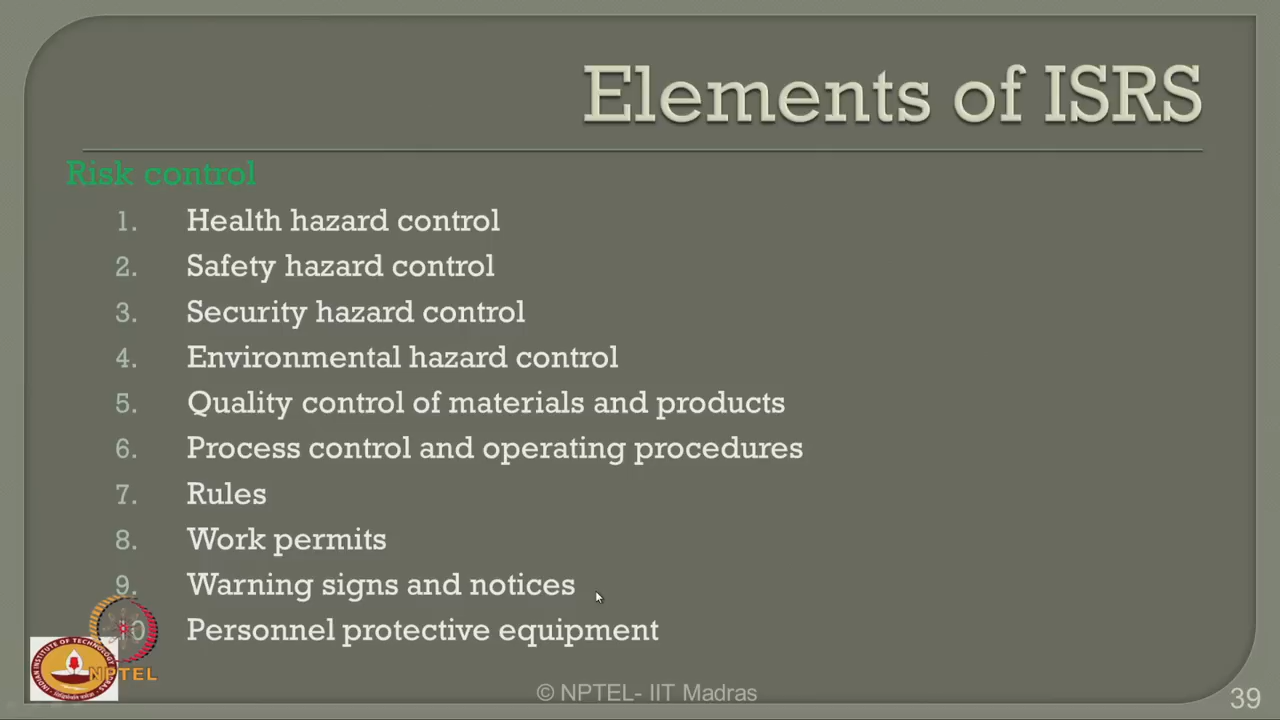 Elements of ISRS
Risk control
1. Health hazard control
2. Safety hazard control
3. Security hazard control
4. Environmental hazard control
5. Quality control of materials and products
6. Process control and operating procedures
7. Rules
8. Work permits
9. Warning signs and notices
10 Personnel protective equipment
NPTEL
© NPTEL- IIT Madras
39